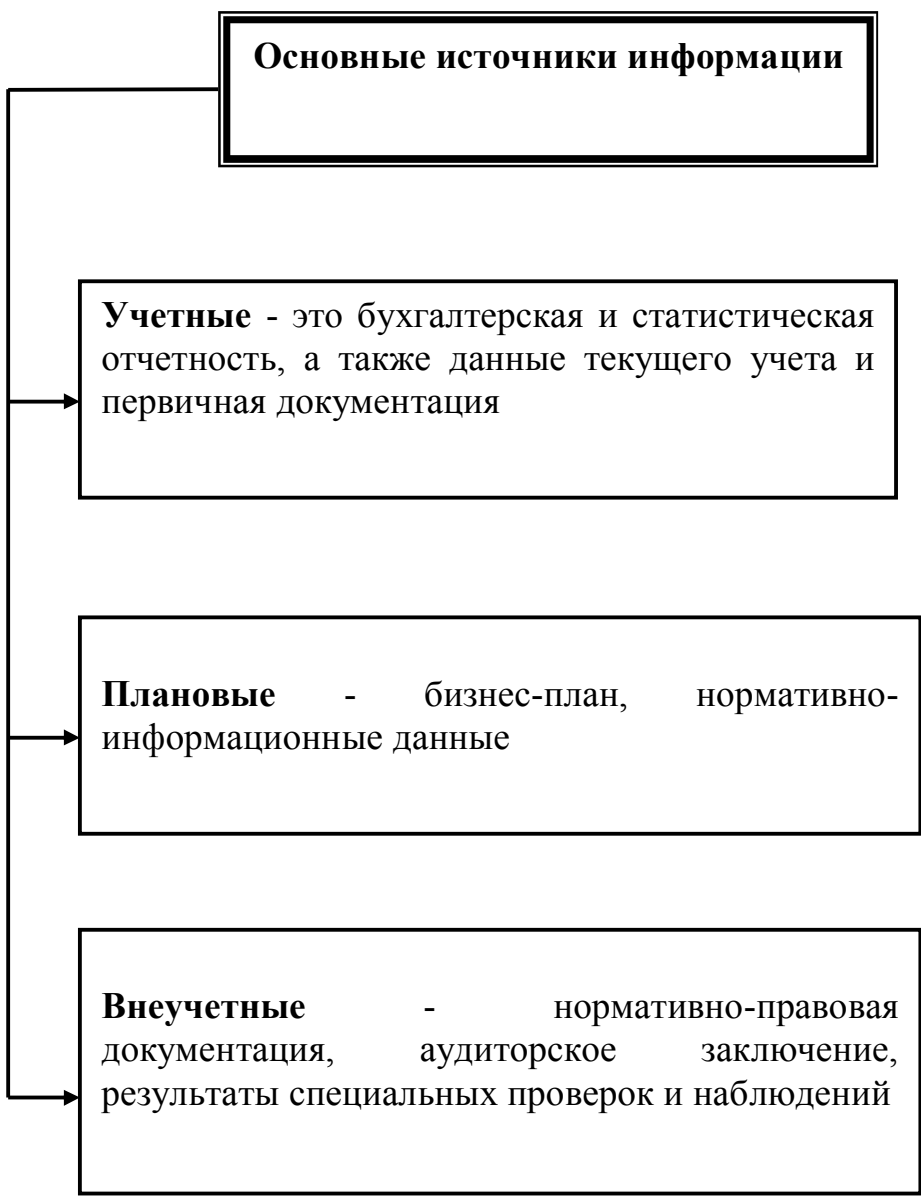 Основные источники информации
Учетные - это бухгалтерская и статистическая
отчетность, а также данные текущего учета и
первичная документация
Плановые - бизнес-план, нормативно-
информационные данные
Внеучетные - нормативно-правовая
документация, аудиторское заключение,
результаты специальных проверок и наблюдений